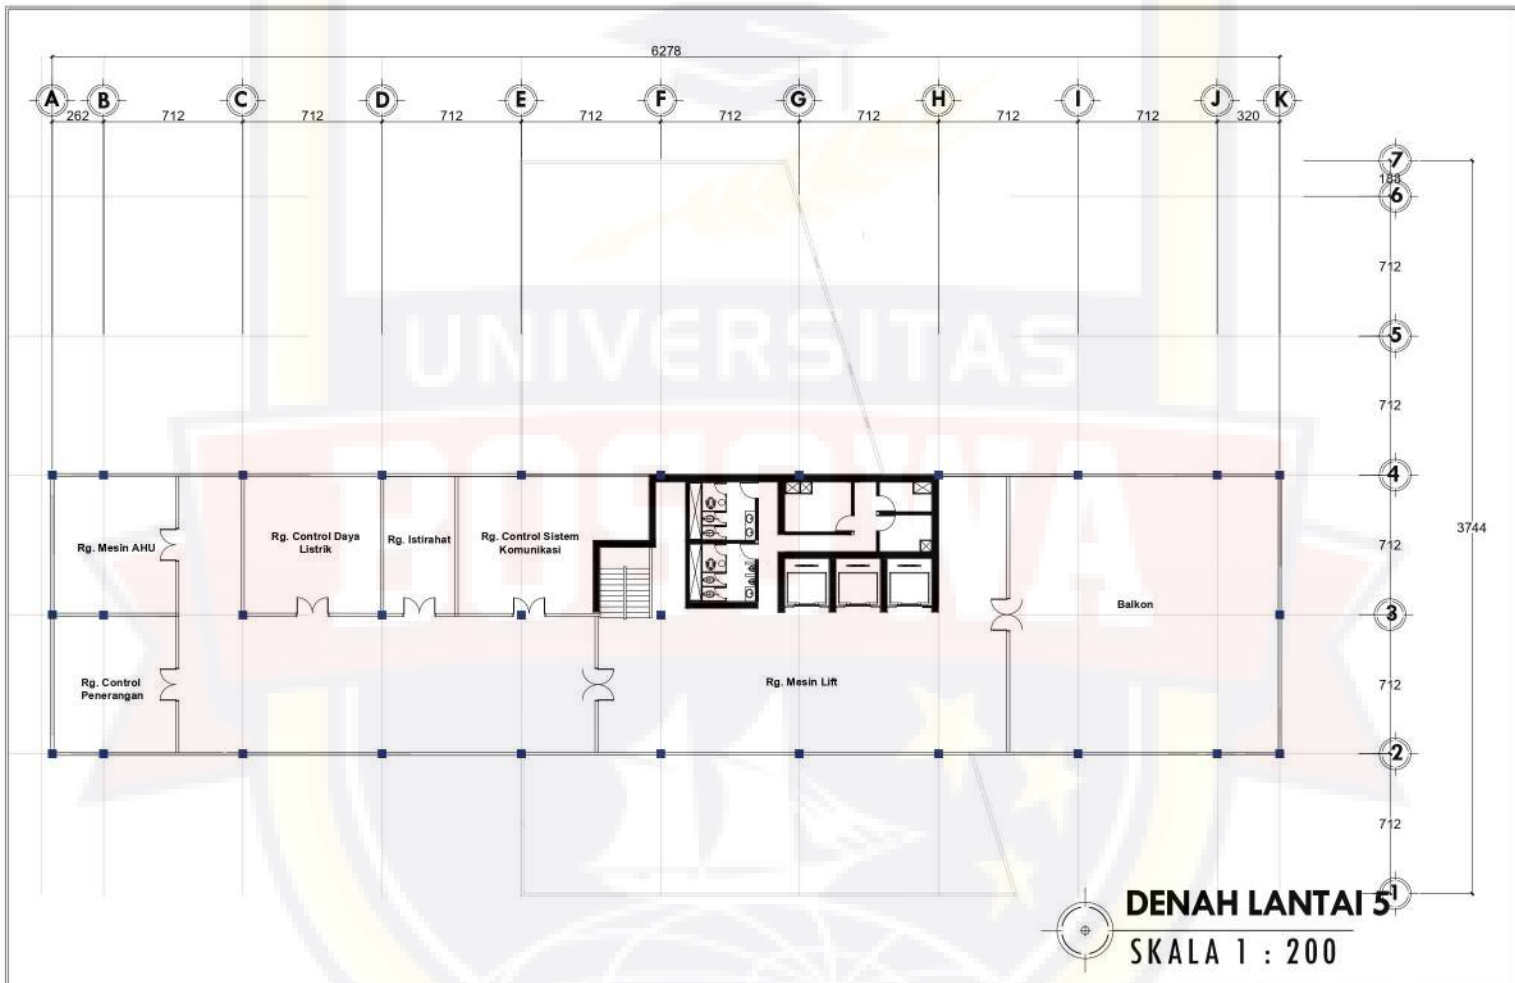 6278
A B C D E F G H I J K
262 712 712 712 712 712 712 712 712 320
7
188
6
712
5
712
4
712
3744
3
712
2
712
1
UNIVERSITAS
BOSOWA
Rg. Mesin AHU
Rg. Control Daya
Listrik
Rg. Istirahat
Rg. Control Sistem
Komunikasi
Balkon
Rg. Control
Penerangan
Rg. Mesin Lift
DENAH LANTAI 5
SKALA 1 : 200